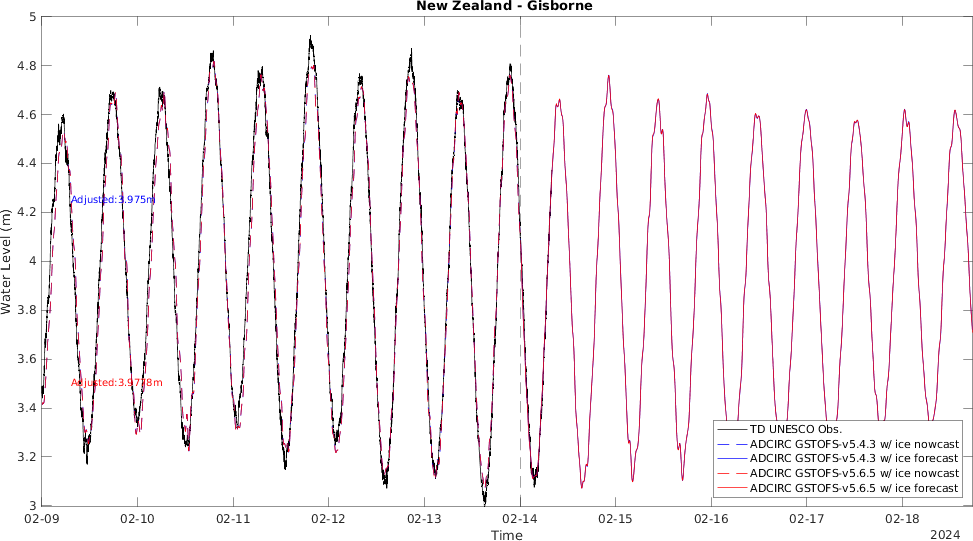 New Zealand - Gisborne
5
4.8
4.6
4.4
4.2
4
3.8
3.6
3.4
3.2
3
Water Level (m)
Adjusted:3.975m
Adjusted:3.9778m
TD UNESCO Obs.
ADCIRC GSTOFS-v5.4.3 w/ ice nowcast
ADCIRC GSTOFS-v5.4.3 w/ ice forecast
ADCIRC GSTOFS-v5.6.5 w/ ice nowcast
ADCIRC GSTOFS-v5.6.5 w/ ice forecast
02-09 02-10 02-11 02-12 02-13 02-14 02-15 02-16 02-17 02-18
Time
2024